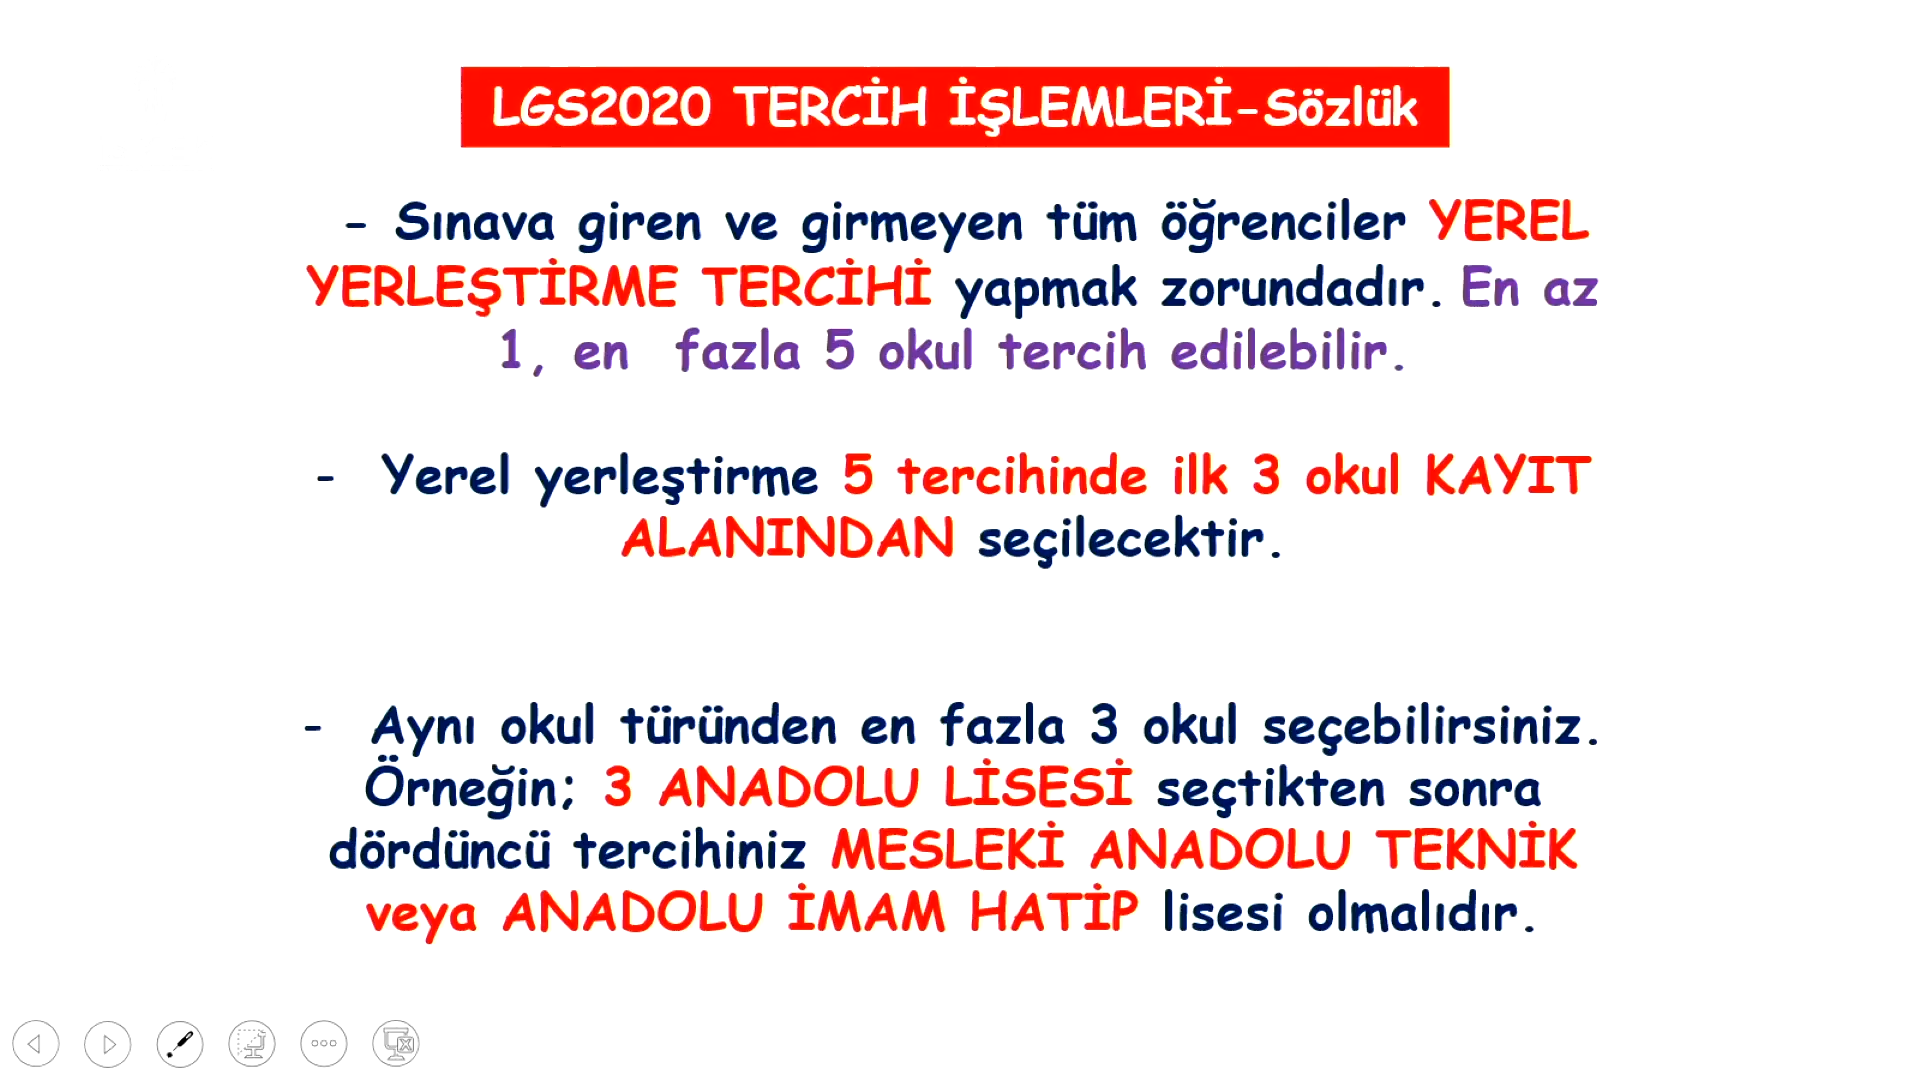 LGS2020 TERCİH İŞLEMLERİ-Sözlük
- Sınava giren ve girmeyen tüm öğrenciler YEREL
YERLEŞTİRME TERCİHİ yapmak zorundadır. En az
1, en fazla 5 okul tercih edilebilir.
- Yerel yerleştirme 5 tercihinde ilk 3 okul KAYIT
ALANINDAN seçilecektir.
- Aynı okul türünden en fazla 3 okul seçebilirsiniz.
Örneğin; 3 ANADOLU LİSESİ seçtikten sonra
dördüncü tercihiniz MESLEKİ ANADOLU TEKNİK
veya ANADOLU İMAM HATİP lisesi olmalıdır.